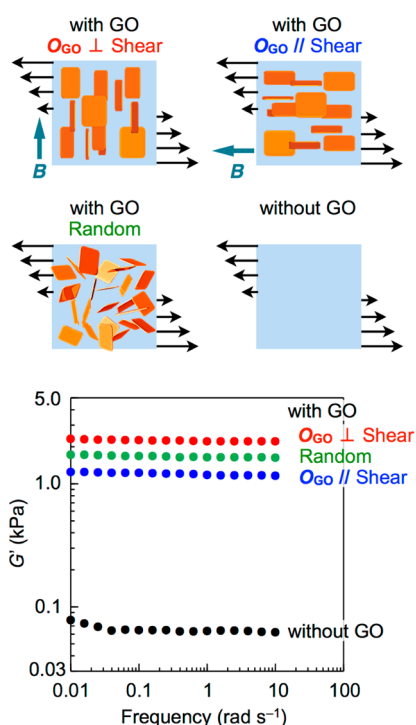 with GO
OGO ⊥ Shear
with GO
OGO // Shear
B
B
with GO
Random
without GO
5.0
with GO
OGO ⊥ Shear
Random
1.0
OGO // Shear
G' (kPa)
0.1
without GO
0.03
0.01
0.1
1
10
100
Frequency (rad s⁻¹)